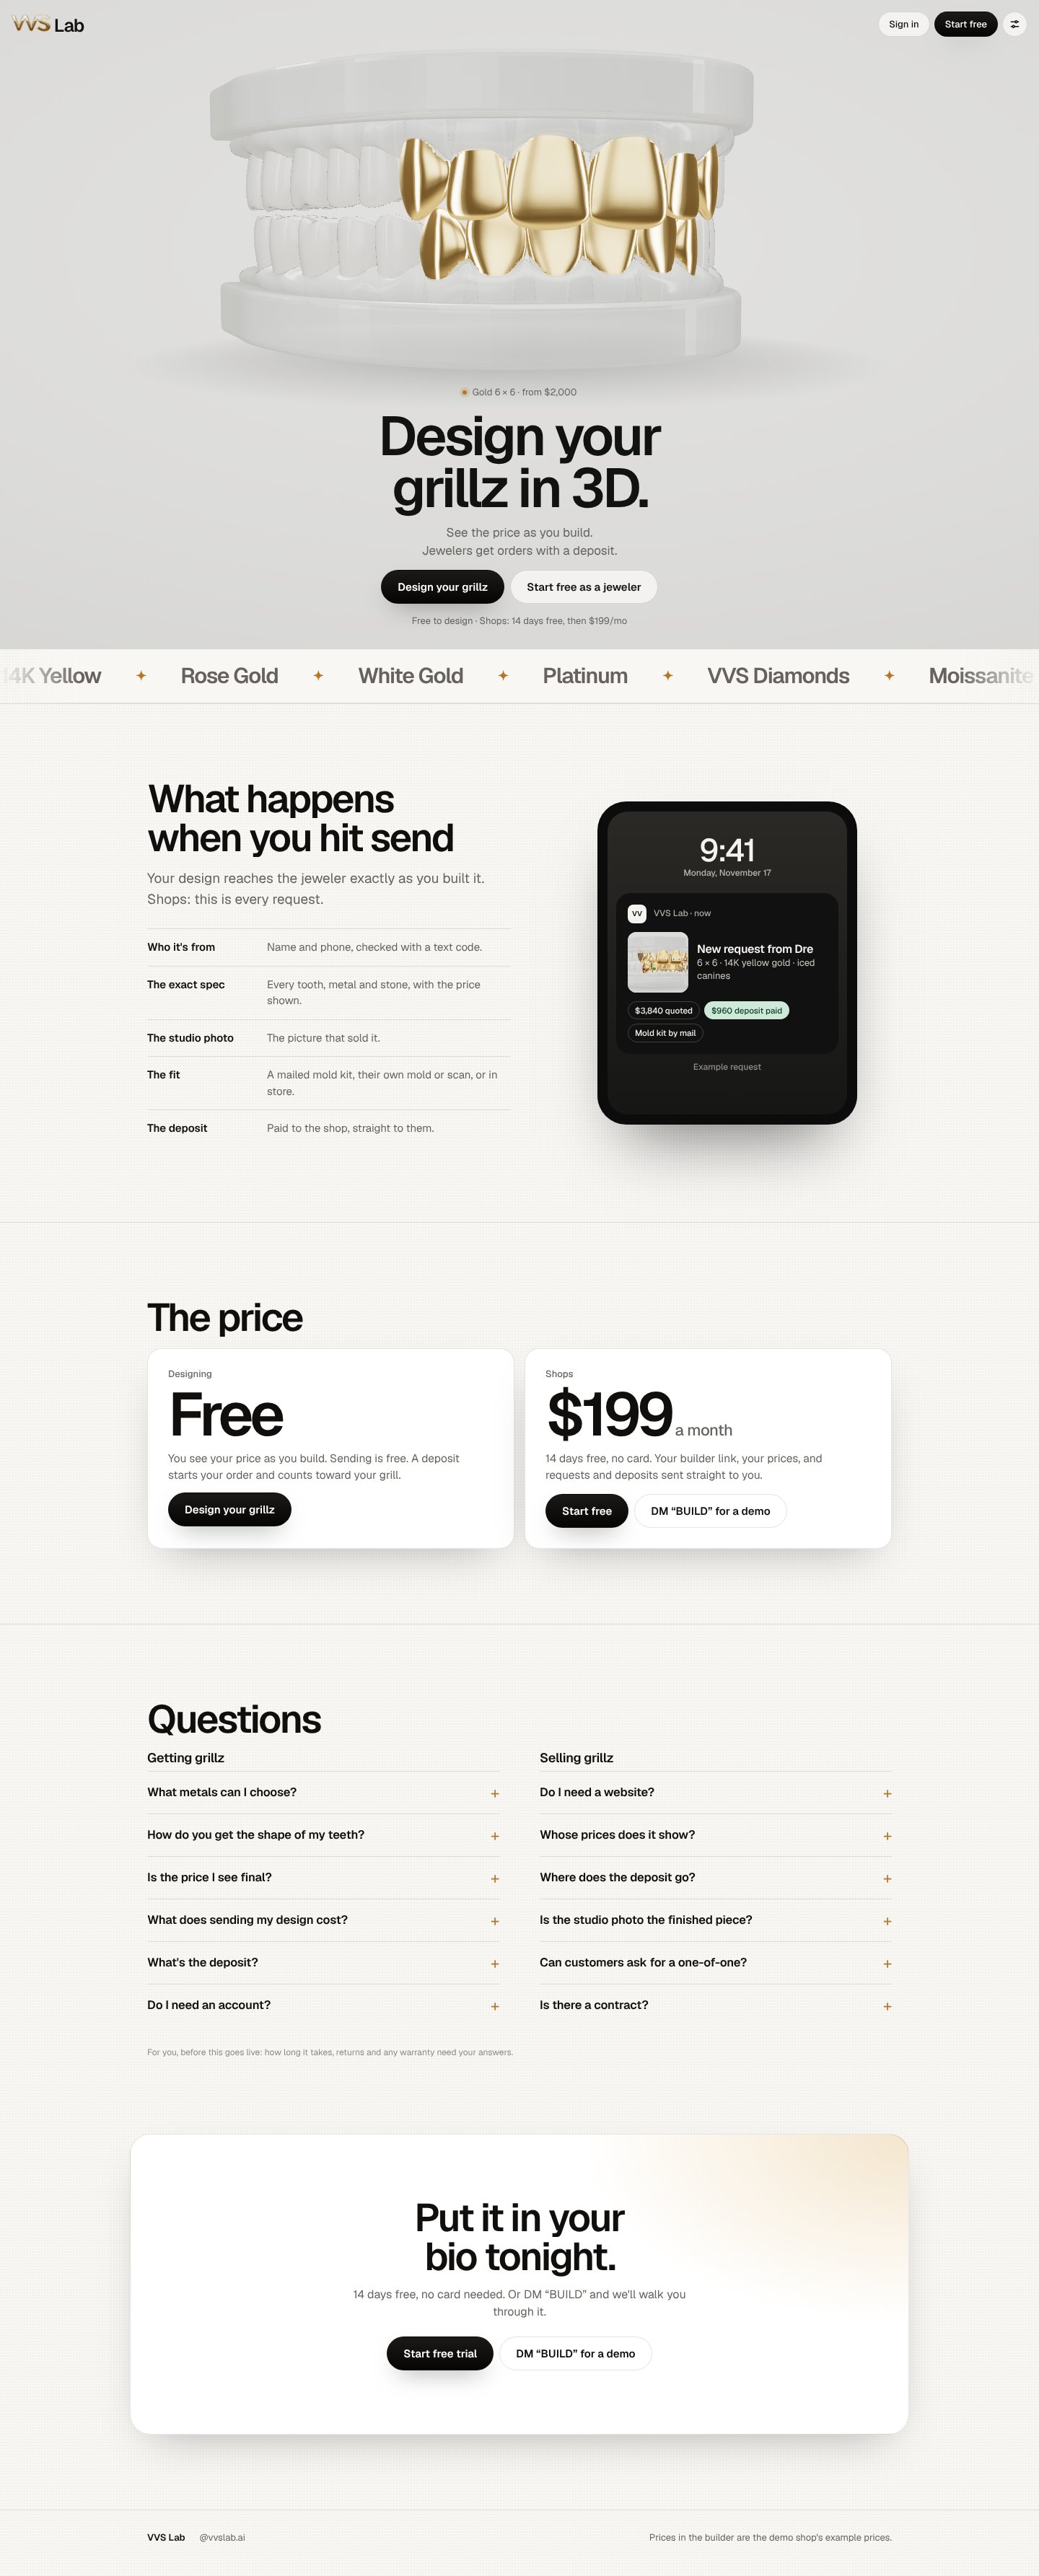 VVS Lab
Sign in
Start free
Gold 6 × 6 · from $2,000
Design your
grillz in 3D.
See the price as you build.
Jewelers get orders with a deposit.
Design your grillz
Start free as a jeweler
Free to design · Shops: 14 days free, then $199/mo
14K Yellow ✦ Rose Gold ✦ White Gold ✦ Platinum ✦ VVS Diamonds ✦ Moissanite
What happens
when you hit send
Your design reaches the jeweler exactly as you built it.
Shops: this is every request.
Who it's from
Name and phone, checked with a text code.
The exact spec
Every tooth, metal and stone, with the price
shown.
The studio photo
The picture that sold it.
The fit
A mailed mold kit, their own mold or scan, or in
store.
The deposit
Paid to the shop, straight to them.
9:41
Monday, November 17
VV
VVS Lab · now
New request from Dre
6 × 6 · 14K yellow gold · iced
canines
$3,840 quoted
$960 deposit paid
Mold kit by mail
Example request
The price
Designing
Free
You see your price as you build. Sending is free. A deposit
starts your order and counts toward your grill.
Design your grillz
Shops
$199 a month
14 days free, no card. Your builder link, your prices, and
requests and deposits sent straight to you.
Start free
DM “BUILD” for a demo
Questions
Getting grillz
What metals can I choose? +
How do you get the shape of my teeth? +
Is the price I see final? +
What does sending my design cost? +
What's the deposit? +
Do I need an account? +
Selling grillz
Do I need a website? +
Whose prices does it show? +
Where does the deposit go? +
Is the studio photo the finished piece? +
Can customers ask for a one-of-one? +
Is there a contract? +
For you, before this goes live: how long it takes, returns and any warranty need your answers.
Put it in your
bio tonight.
14 days free, no card needed. Or DM “BUILD” and we'll walk you
through it.
Start free trial
DM “BUILD” for a demo
VVS Lab
@vvslab.ai
Prices in the builder are the demo shop's example prices.